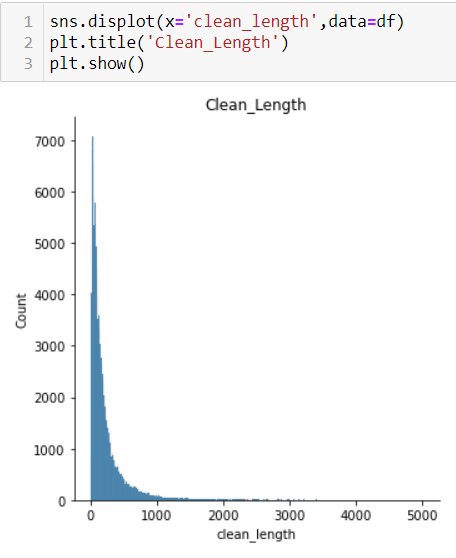 1 sns.displot(x='clean_length',data=df)
2 plt.title('Clean_Length')
3 plt.show()
Clean_Length
7000
6000
5000
4000
3000
2000
1000
0
Count
0 1000 2000 3000 4000 5000
clean_length